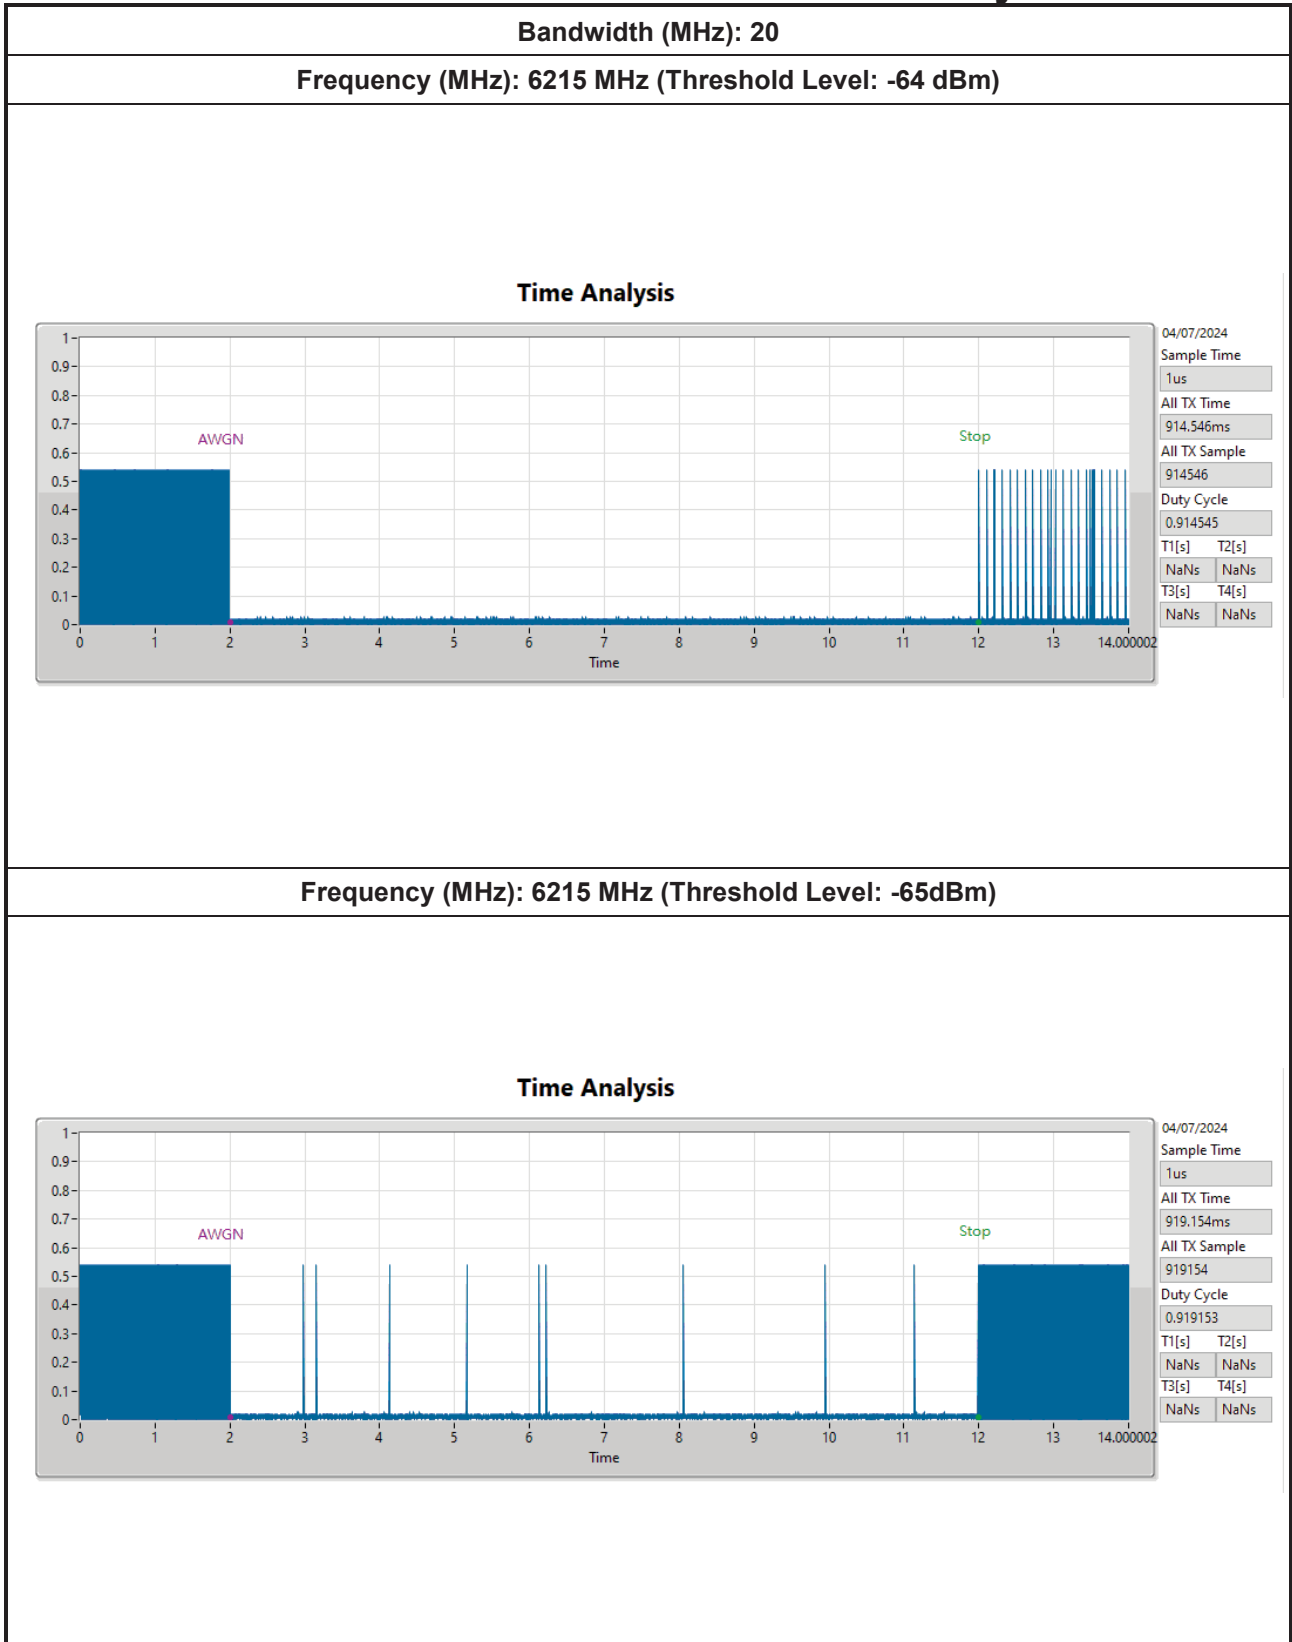 Bandwidth (MHz): 20
Frequency (MHz): 6215 MHz (Threshold Level: -64 dBm)
Time Analysis
1
0.9
0.8
0.7
0.6
0.5
0.4
0.3
0.2
0.1
0
AWGN
Stop
0 1 2 3 4 5 6 7 8 9 10 11 12 13 14.000002
Time
04/07/2024
Sample Time
1us
All TX Time
914.546ms
All TX Sample
914546
Duty Cycle
0.914545
T1[s] T2[s]
NaNs NaNs
T3[s] T4[s]
NaNs NaNs
Frequency (MHz): 6215 MHz (Threshold Level: -65dBm)
Time Analysis
1
0.9
0.8
0.7
0.6
0.5
0.4
0.3
0.2
0.1
0
AWGN
Stop
0 1 2 3 4 5 6 7 8 9 10 11 12 13 14.000002
Time
04/07/2024
Sample Time
1us
All TX Time
919.154ms
All TX Sample
919154
Duty Cycle
0.919153
T1[s] T2[s]
NaNs NaNs
T3[s] T4[s]
NaNs NaNs